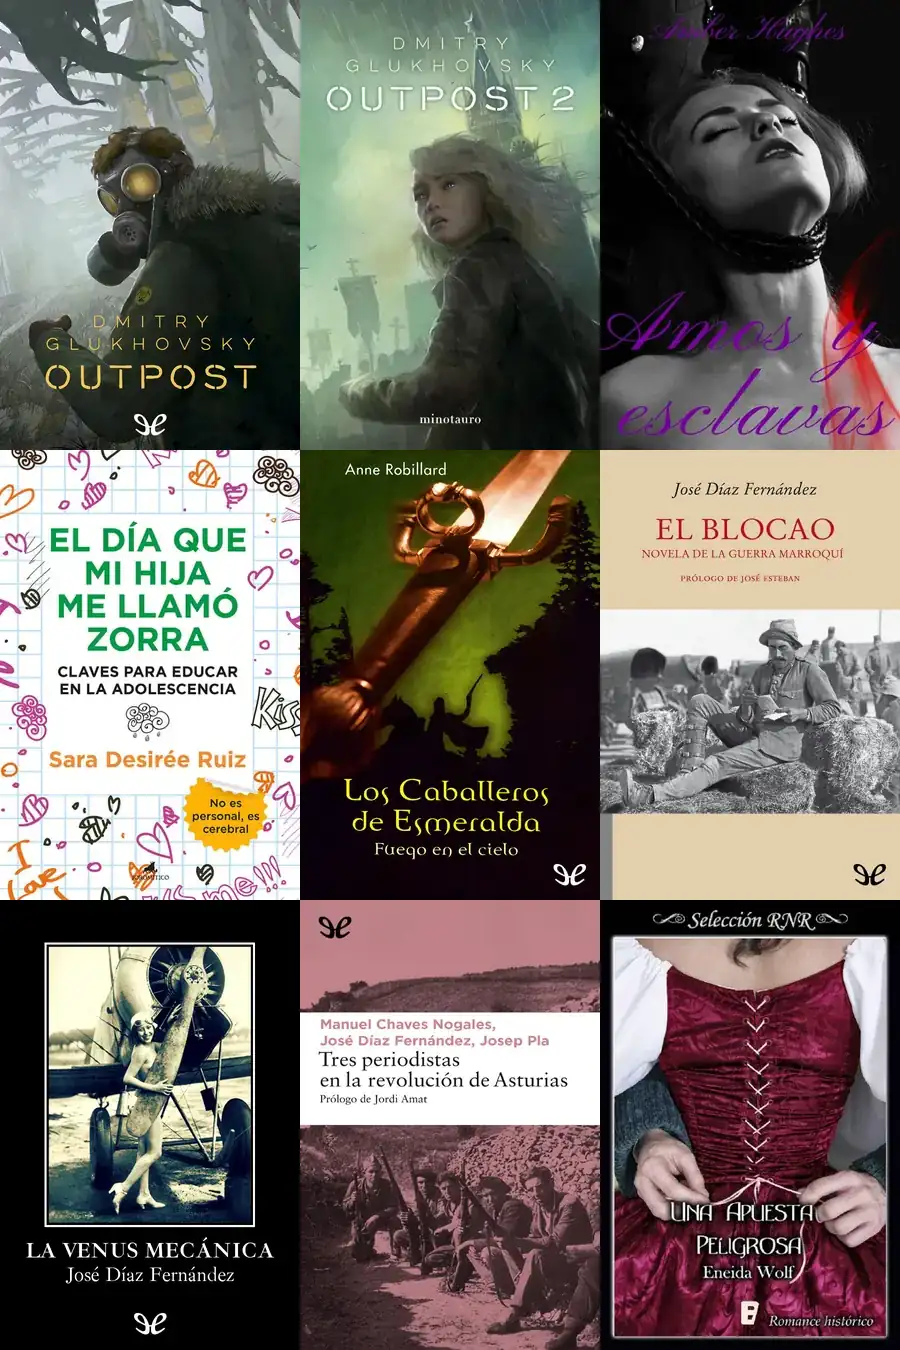 DMITRY
GLUKHOVSKY
OUTPOST
DMITRY
GLUKHOVSKY
OUTPOST 2
minotauro
Amber Hughes
Amos y
esclavas
EL DÍA QUE
MI HIJA
ME LLAMÓ
ZORRA
CLAVES PARA EDUCAR
EN LA ADOLESCENCIA
Sara Desirée Ruiz
No es
personal, es
cerebral
Kiss
I
Love
me!!!
Anne Robillard
Los Caballeros
de Esmeralda
Fuego en el cielo
José Díaz Fernández
EL BLOCAO
NOVELA DE LA GUERRA MARROQUÍ
PRÓLOGO DE JOSÉ ESTEBAN
LA VENUS MECÁNICA
José Díaz Fernández
Manuel Chaves Nogales,
José Díaz Fernández, Josep Pla
Tres periodistas
en la revolución de Asturias
Prólogo de Jordi Amat
Selección RNR
UNA APUESTA
PELIGROSA
Eneida Wolf
B
Romance histórico